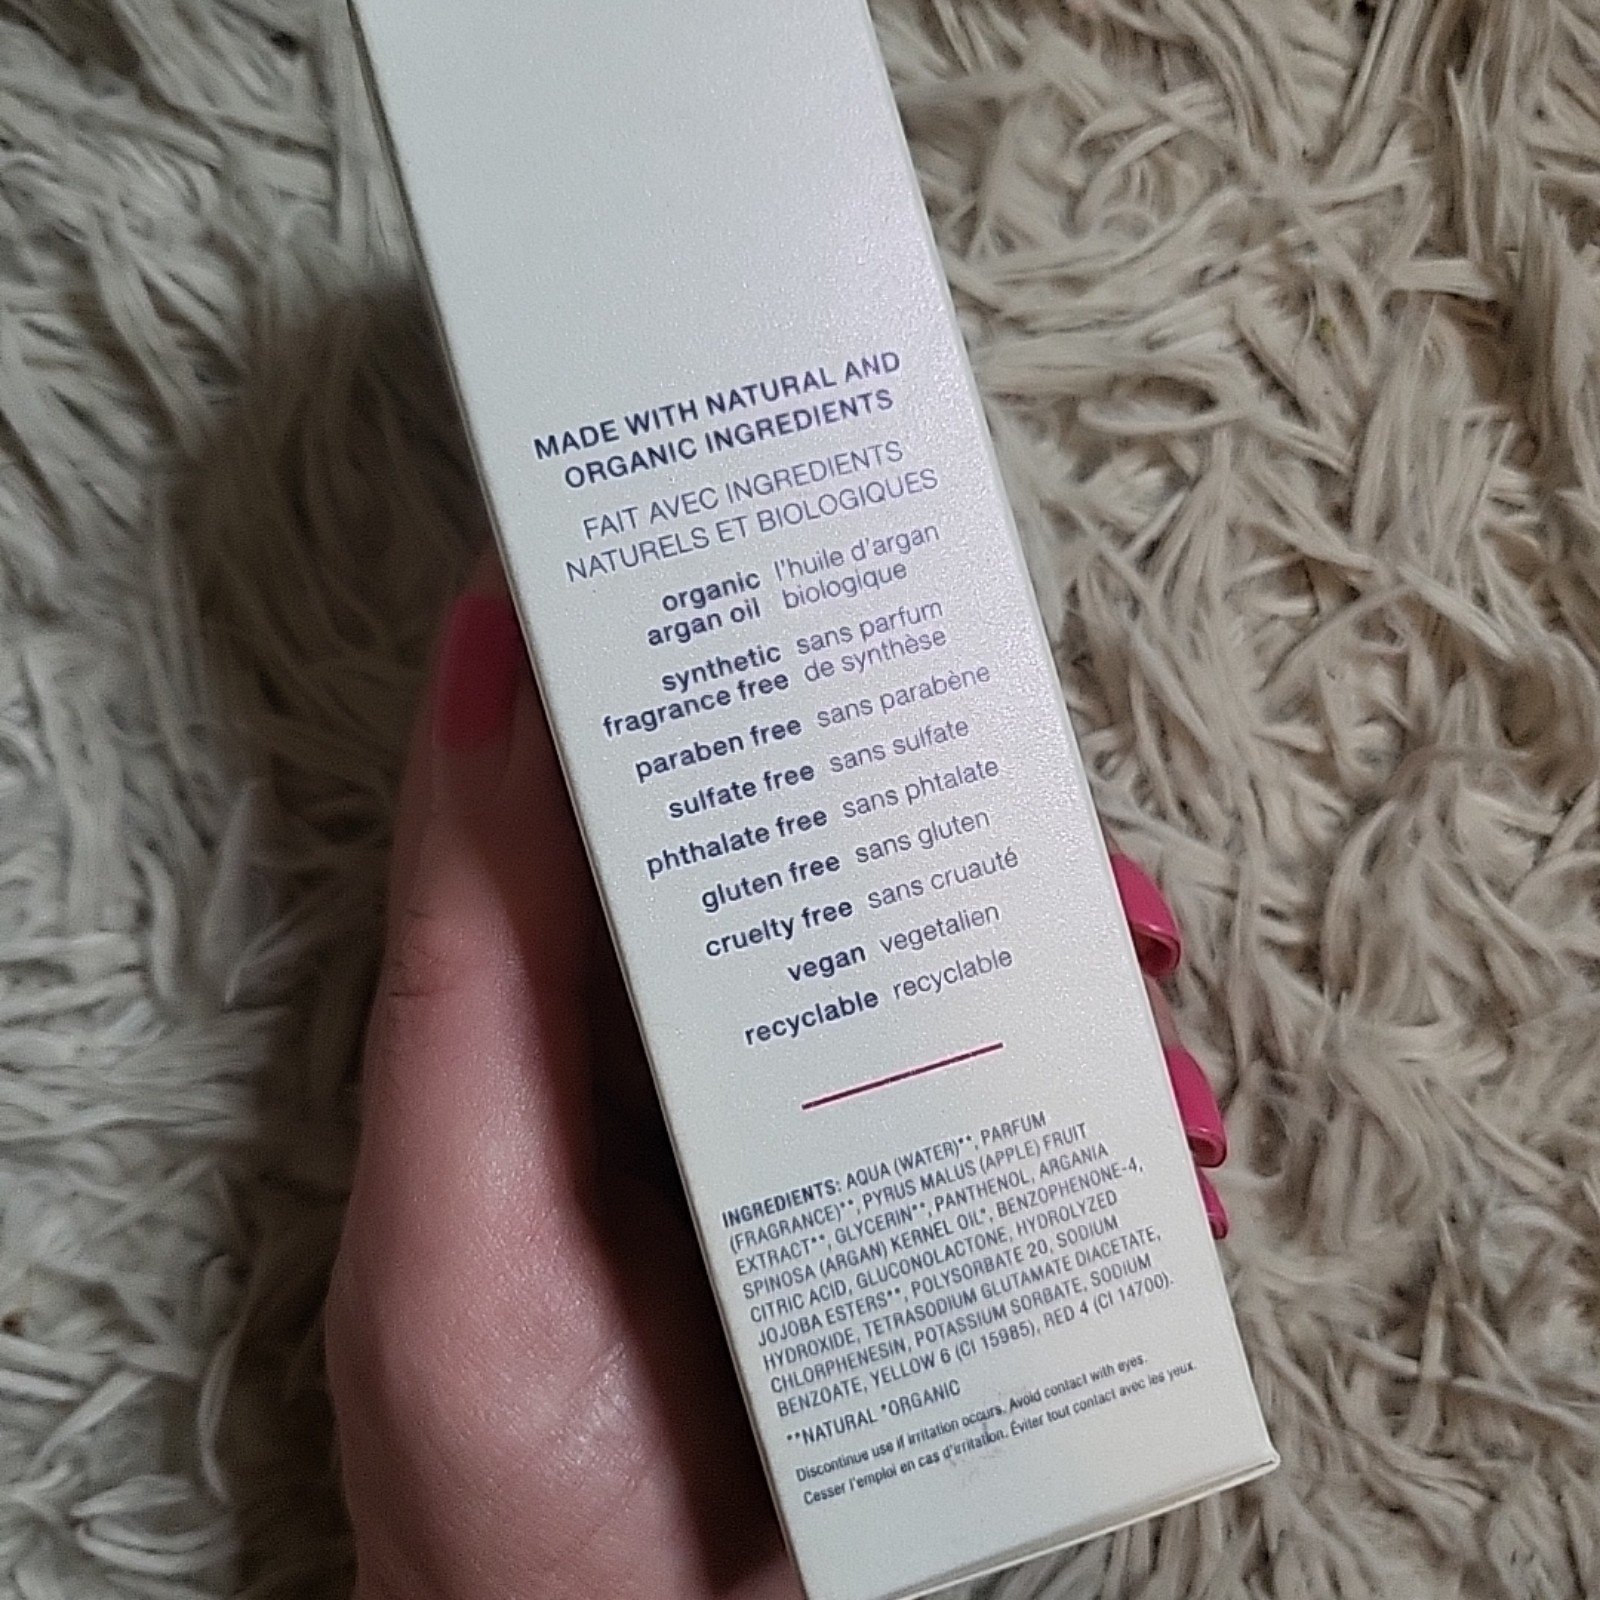 MADE WITH NATURAL AND
ORGANIC INGREDIENTS
FAIT AVEC INGREDIENTS
NATURELS ET BIOLOGIQUES
organic l'huile d'argan
argan oil biologique
synthetic sans parfum
fragrance free de synthèse
paraben free sans parabène
sulfate free sans sulfate
phthalate free sans phtalate
gluten free sans gluten
cruelty free sans cruauté
vegan vegetalien
recyclable recyclable
INGREDIENTS: AQUA (WATER)**, PARFUM
(FRAGRANCE)**, PYRUS MALUS (APPLE) FRUIT
EXTRACT**, GLYCERIN**, PANTHENOL, ARGANIA
SPINOSA (ARGAN) KERNEL OIL*, BENZOPHENONE-4,
CITRIC ACID, GLUCONOLACTONE, HYDROLYZED
JOJOBA ESTERS**, POLYSORBATE 20, SODIUM
HYDROXIDE, TETRASODIUM GLUTAMATE DIACETATE,
CHLORPHENESIN, POTASSIUM SORBATE, SODIUM
BENZOATE, YELLOW 6 (CI 15985), RED 4 (CI 14700).
**NATURAL *ORGANIC
Discontinue use if irritation occurs. Avoid contact with eyes.
Cesser l'emploi en cas d'irritation. Éviter tout contact avec les yeux.